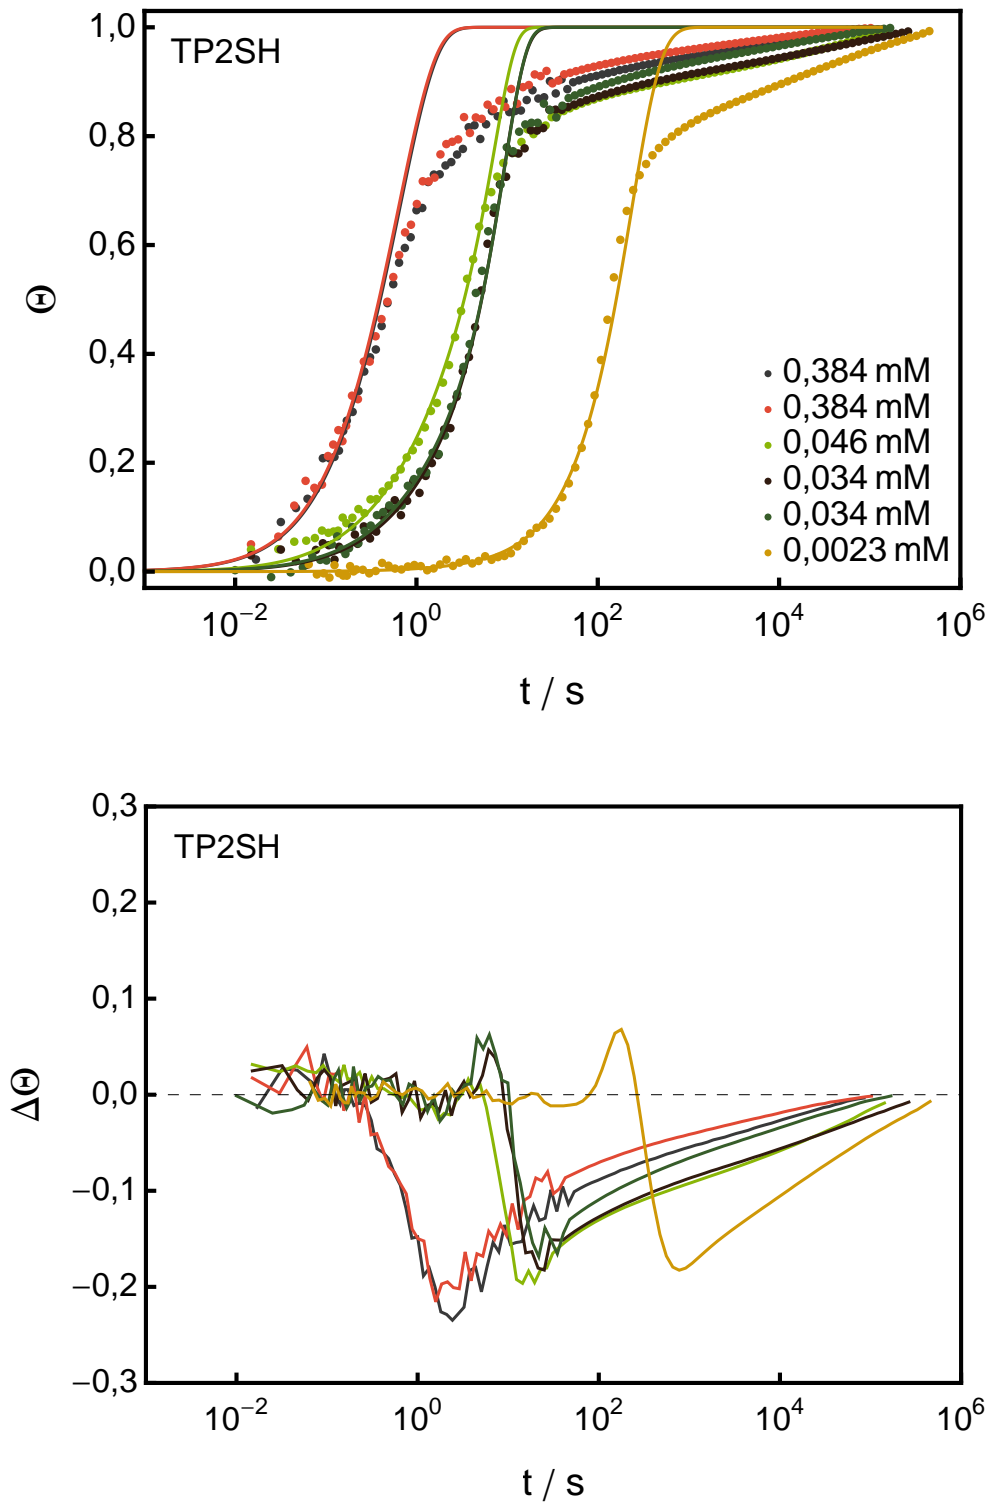 1,0
TP2SH
0,8
0,6
Θ
0,4
0,384 mM
0,384 mM
0,046 mM
0,2
0,034 mM
0,034 mM
0,0023 mM
0,0
10⁻² 10⁰ 10² 10⁴ 10⁶
t / s
0,3
TP2SH
0,2
0,1
ΔΘ
0,0
−0,1
−0,2
−0,3
10⁻² 10⁰ 10² 10⁴ 10⁶
t / s